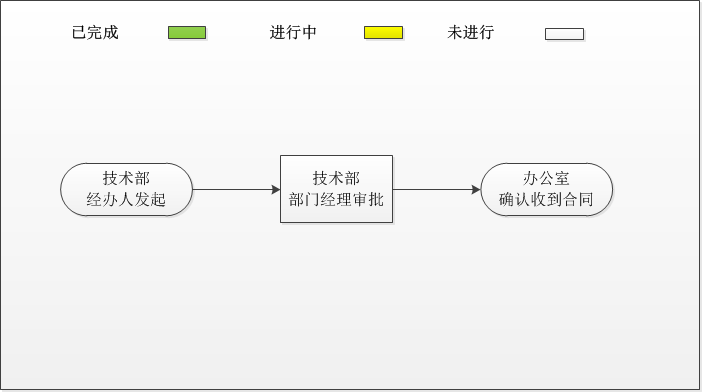 已完成
进行中
未进行
技术部
经办人发起
技术部
部门经理审批
办公室
确认收到合同